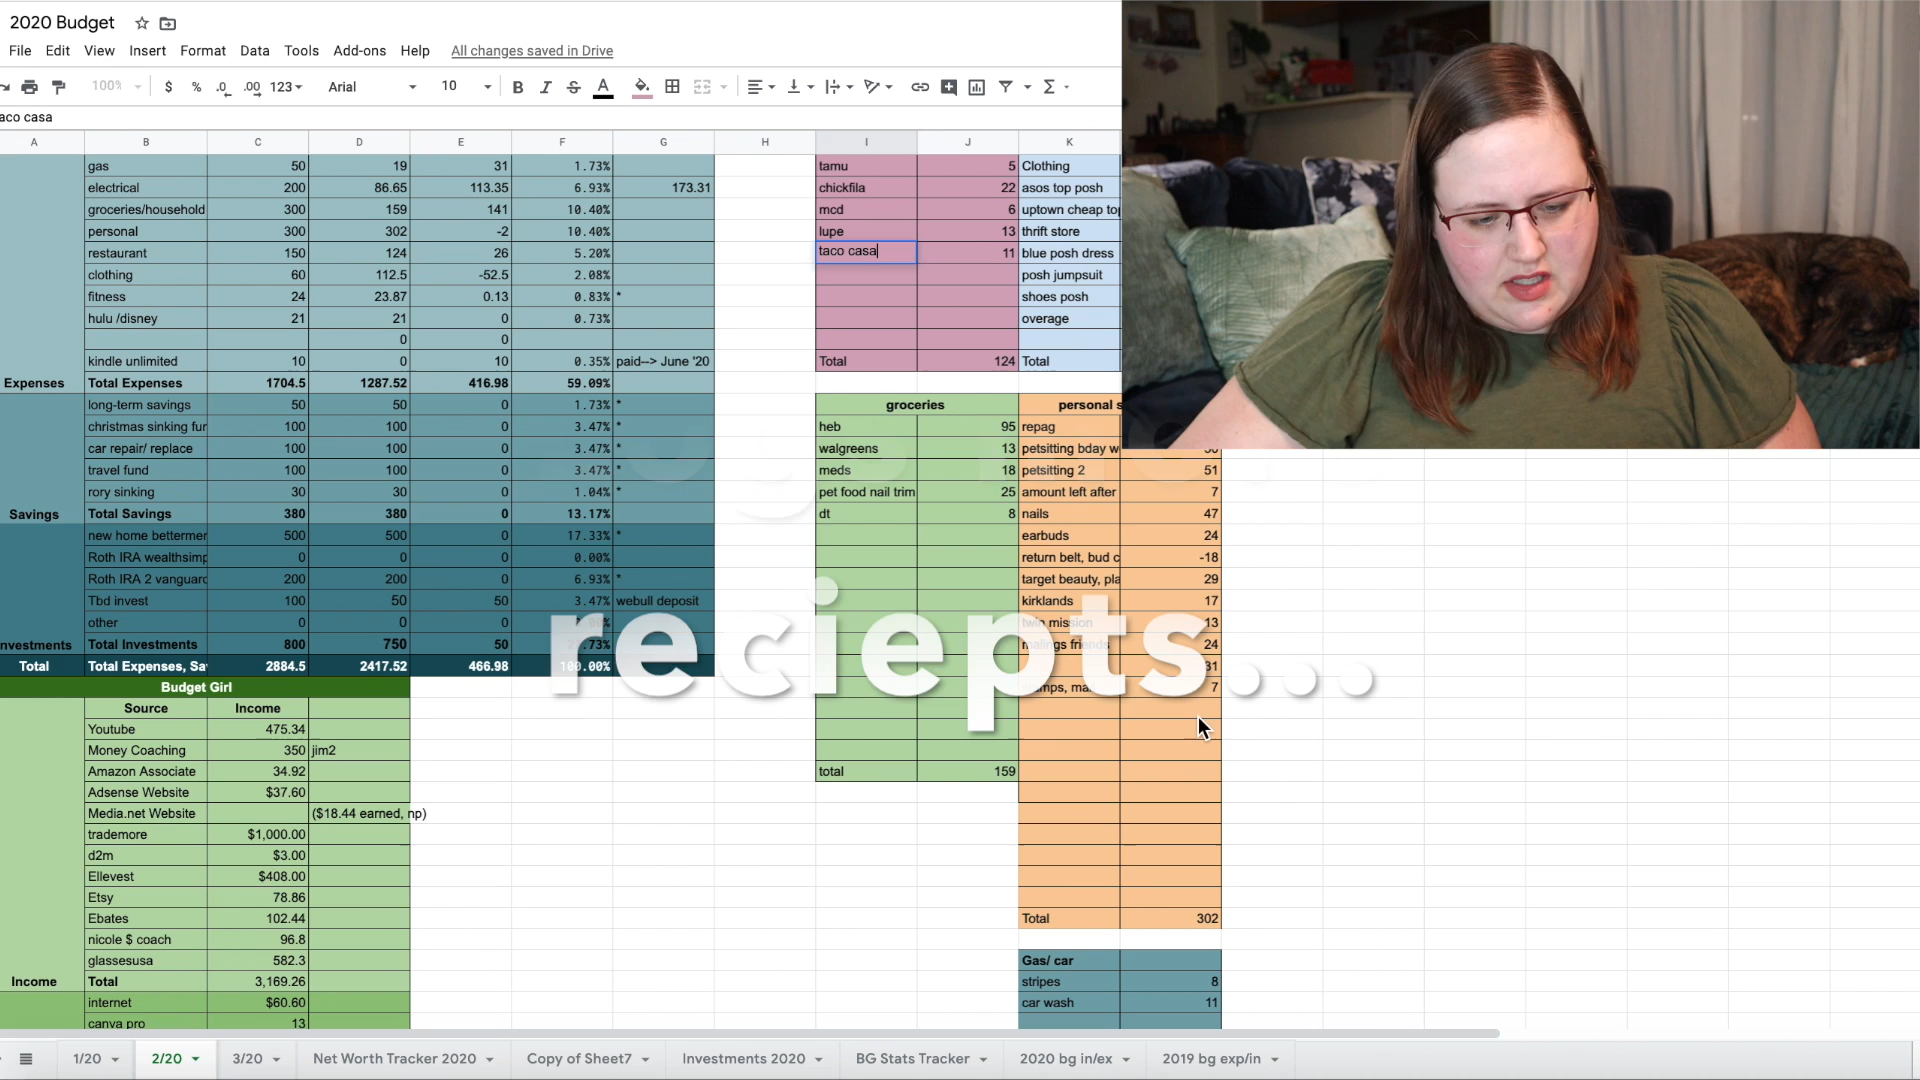 2020 Budget
File Edit View Insert Format Data Tools Add-ons Help All changes saved in Drive
100% $ % .0 .00 123 Arial 10 B I S A
aco casa
A B C D E F G H I J K
gas 50 19 31 1.73% tamu 5 Clothing
electrical 200 86.65 113.35 6.93% 173.31 chickfila 22 asos top posh
groceries/household 300 159 141 10.40% mcd 6 uptown cheap top
personal 300 302 -2 10.40% lupe 13 thrift store
restaurant 150 124 26 5.20% taco casa 11 blue posh dress
clothing 60 112.5 -52.5 2.08% posh jumpsuit
fitness 24 23.87 0.13 0.83% * shoes posh
hulu /disney 21 21 0 0.73% overage
0 0
kindle unlimited 10 0 10 0.35% paid--> June '20 Total 124 Total
Expenses Total Expenses 1704.5 1287.52 416.98 59.09%
long-term savings 50 50 0 1.73% * groceries personal s
christmas sinking fur 100 100 0 3.47% * heb 95 repag
car repair/ replace 100 100 0 3.47% * walgreens 13 petsitting bday w
travel fund 100 100 0 3.47% * meds 18 petsitting 2 51
rory sinking 30 30 0 1.04% * pet food nail trim 25 amount left after 7
Savings Total Savings 380 380 0 13.17% dt 8 nails 47
new home bettermer 500 500 0 17.33% * earbuds 24
Roth IRA wealthsimp 0 0 0 0.00% return belt, bud c -18
Roth IRA 2 vanguard 200 200 0 6.93% * target beauty, pla 29
Tbd invest 100 50 50 3.47% webull deposit kirklands 17
other 0 0 0 twin mission 13
nvestments Total Investments 800 750 50 malings friends 24
Total Total Expenses, Sa 2884.5 2417.52 466.98 100.00% 31
reciepts...
Budget Girl 7
Source Income
Youtube 475.34
Money Coaching 350 jim2
Amazon Associate 34.92 total 159
Adsense Website $37.60
Media.net Website ($18.44 earned, np)
trademore $1,000.00
d2m $3.00
Ellevest $408.00
Etsy 78.86
Ebates 102.44 Total 302
nicole $ coach 96.8
glassesusa 582.3 Gas/ car
Income Total 3,169.26 stripes 8
internet $60.60 car wash 11
canva pro 13
1/20 2/20 3/20 Net Worth Tracker 2020 Copy of Sheet7 Investments 2020 BG Stats Tracker 2020 bg in/ex 2019 bg exp/in